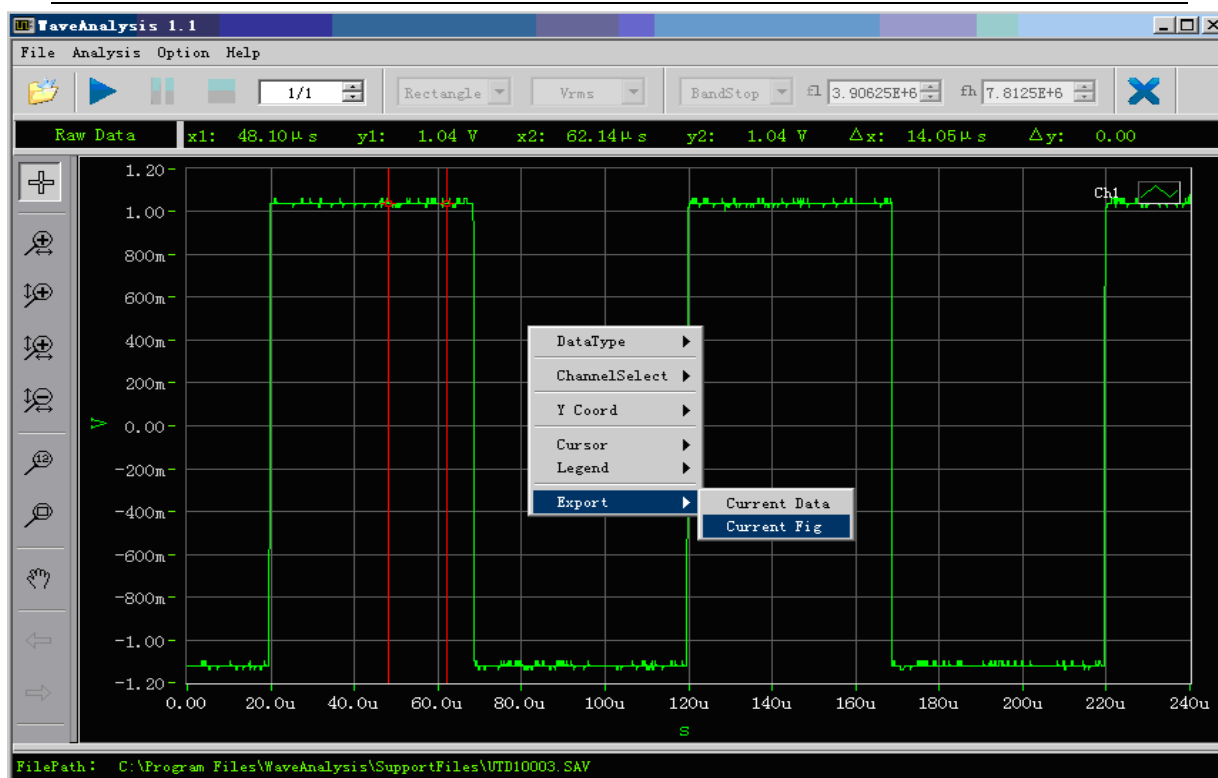 WaveAnalysis 1.1
File Analysis Option Help
1/1 Rectangle Vrms BandStop fl 3.90625E+6 fh 7.8125E+6
Raw Data x1: 48.10μs y1: 1.04 V x2: 62.14μs y2: 1.04 V Δx: 14.05μs Δy: 0.00
1.20
Ch1
1.00
800m
600m
400m
200m
0.00
-200m
-400m
-600m
-800m
-1.00
-1.20
V
DataType
ChannelSelect
Y Coord
Cursor
Legend
Export
Current Data
Current Fig
12
0.00 20.0u 40.0u 60.0u 80.0u 100u 120u 140u 160u 180u 200u 220u 240u
s
FilePath: C:\Program Files\WaveAnalysis\SupportFiles\UTD10003.SAV